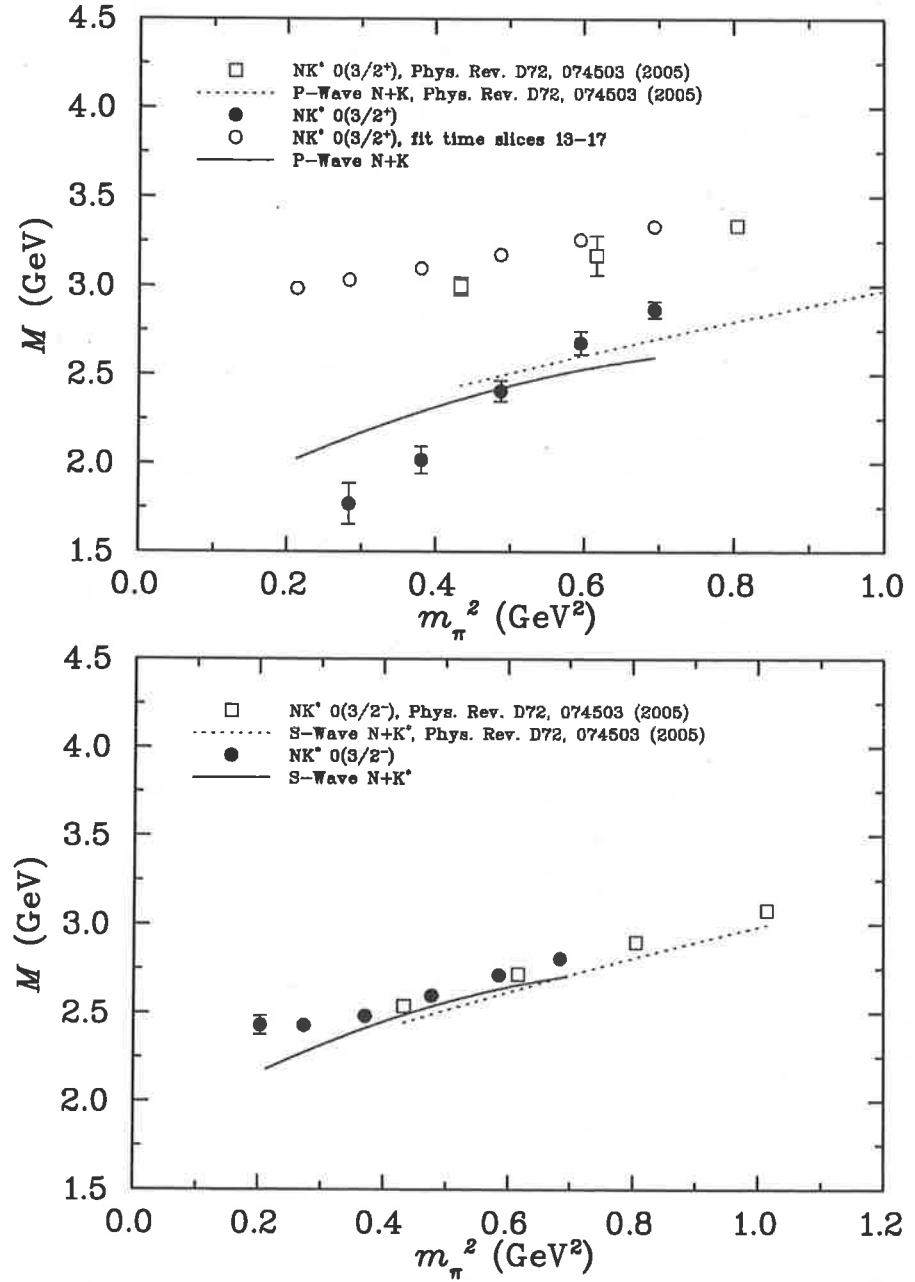 4.5
NK* 0(3/2⁺), Phys. Rev. D72, 074503 (2005)
P-Wave N+K, Phys. Rev. D72, 074503 (2005)
4.0
NK* 0(3/2⁺)
NK* 0(3/2⁺), fit time slices 13-17
P-Wave N+K
3.5
M (GeV)
3.0
2.5
2.0
1.5
0.0 0.2 0.4 0.6 0.8 1.0
m_π² (GeV²)
4.5
NK* 0(3/2⁻), Phys. Rev. D72, 074503 (2005)
S-Wave N+K*, Phys. Rev. D72, 074503 (2005)
4.0
NK* 0(3/2⁻)
S-Wave N+K*
3.5
M (GeV)
3.0
2.5
2.0
1.5
0.0 0.2 0.4 0.6 0.8 1.0 1.2
m_π² (GeV²)